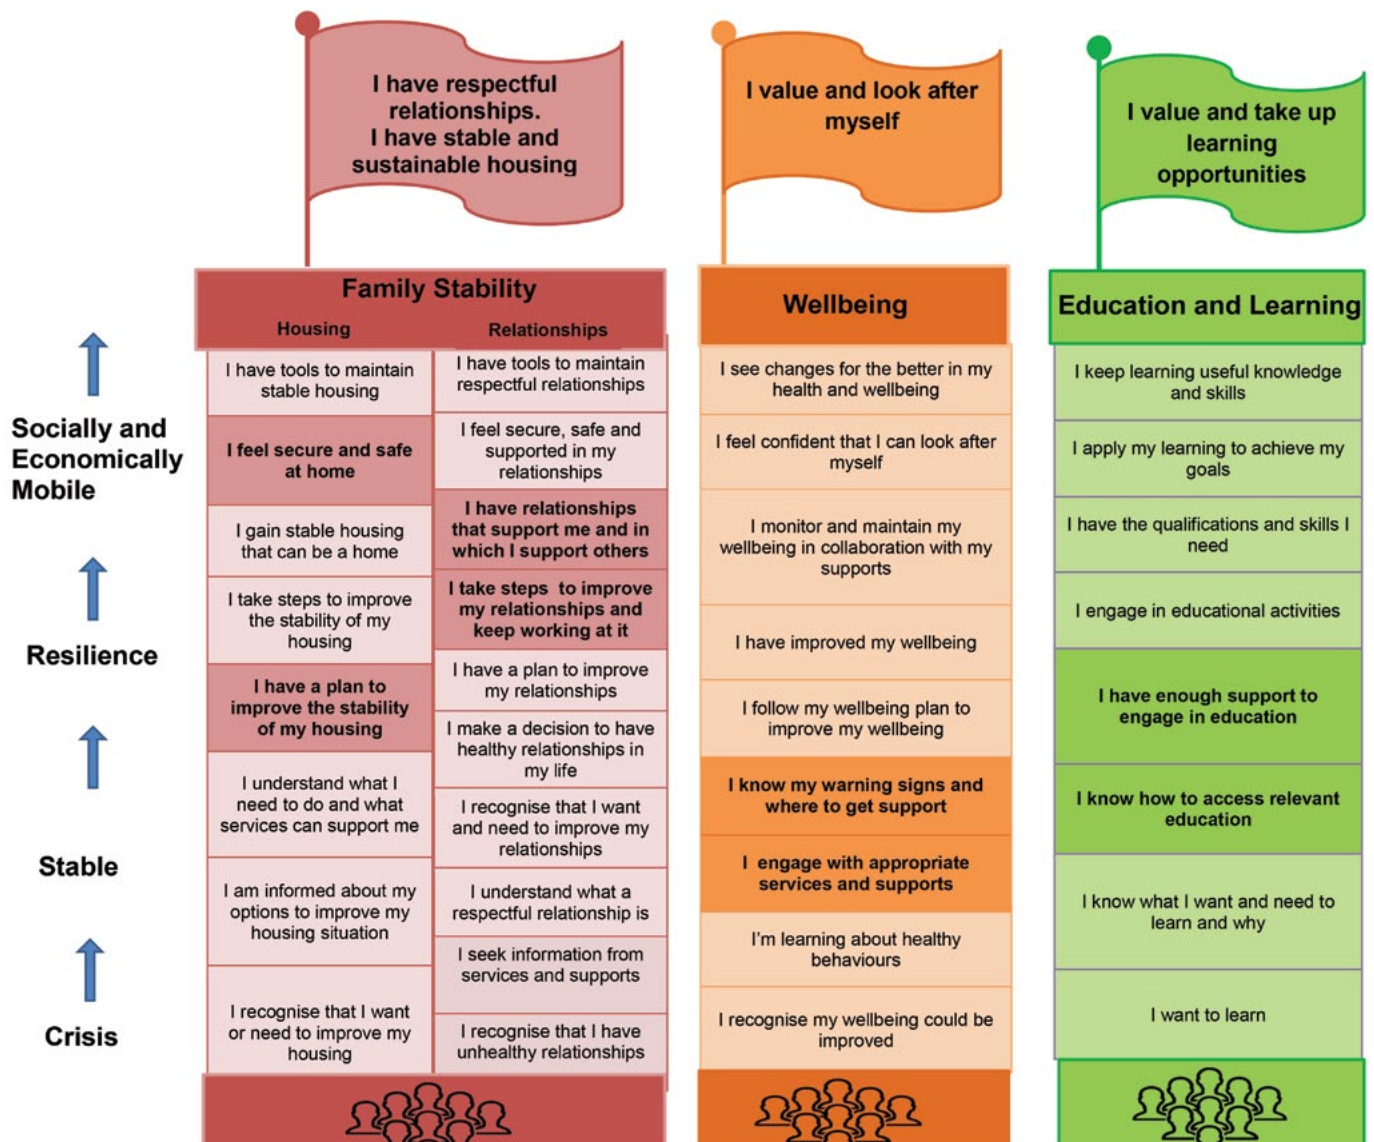 I have respectful
relationships.
I have stable and
sustainable housing
I value and look after
myself
I value and take up
learning
opportunities
Family Stability
Housing
Relationships
Wellbeing
Education and Learning
Socially and
Economically
Mobile
Resilience
Stable
Crisis
I have tools to maintain
stable housing
I feel secure and safe
at home
I gain stable housing
that can be a home
I take steps to improve
the stability of my
housing
I have a plan to
improve the stability
of my housing
I understand what I
need to do and what
services can support me
I am informed about my
options to improve my
housing situation
I recognise that I want
or need to improve my
housing
I have tools to maintain
respectful relationships
I feel secure, safe and
supported in my
relationships
I have relationships
that support me and in
which I support others
I take steps to improve
my relationships and
keep working at it
I have a plan to improve
my relationships
I make a decision to have
healthy relationships in
my life
I recognise that I want
and need to improve my
relationships
I understand what a
respectful relationship is
I seek information from
services and supports
I recognise that I have
unhealthy relationships
I see changes for the better in my
health and wellbeing
I feel confident that I can look after
myself
I monitor and maintain my
wellbeing in collaboration with my
supports
I have improved my wellbeing
I follow my wellbeing plan to
improve my wellbeing
I know my warning signs and
where to get support
I engage with appropriate
services and supports
I'm learning about healthy
behaviours
I recognise my wellbeing could be
improved
I keep learning useful knowledge
and skills
I apply my learning to achieve my
goals
I have the qualifications and skills I
need
I engage in educational activities
I have enough support to
engage in education
I know how to access relevant
education
I know what I want and need to
learn and why
I want to learn